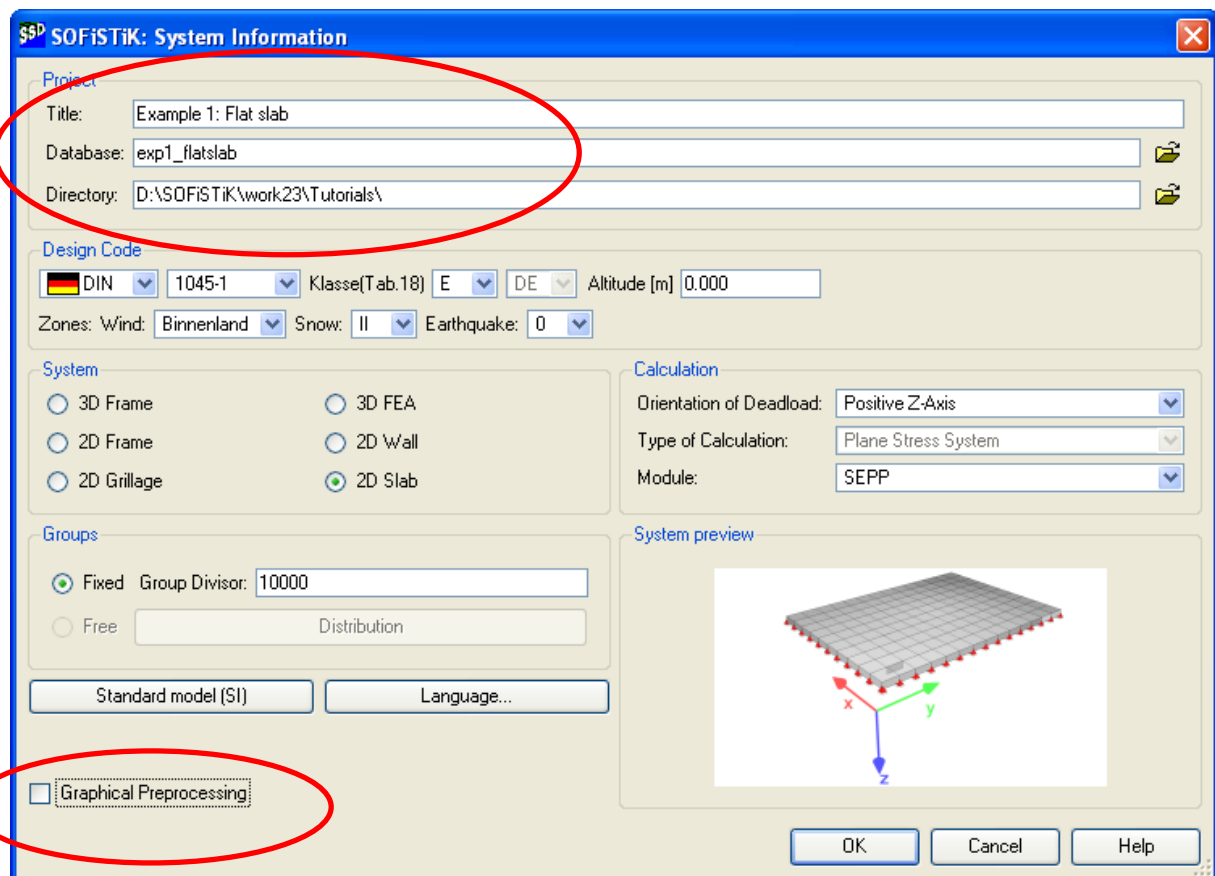 SSD SOFiSTiK: System Information
Project
Title: Example 1: Flat slab
Database: exp1_flatslab
Directory: D:\SOFiSTiK\work23\Tutorials\
Design Code
DIN 1045-1 Klasse(Tab.18) E DE Altitude [m] 0.000
Zones: Wind: Binnenland Snow: II Earthquake: 0
System
3D Frame 3D FEA
2D Frame 2D Wall
2D Grillage 2D Slab
Calculation
Orientation of Deadload: Positive Z-Axis
Type of Calculation: Plane Stress System
Module: SEPP
Groups
Fixed Group Divisor: 10000
Free Distribution
System preview
x y
z
Standard model (SI) Language...
Graphical Preprocessing
OK Cancel Help